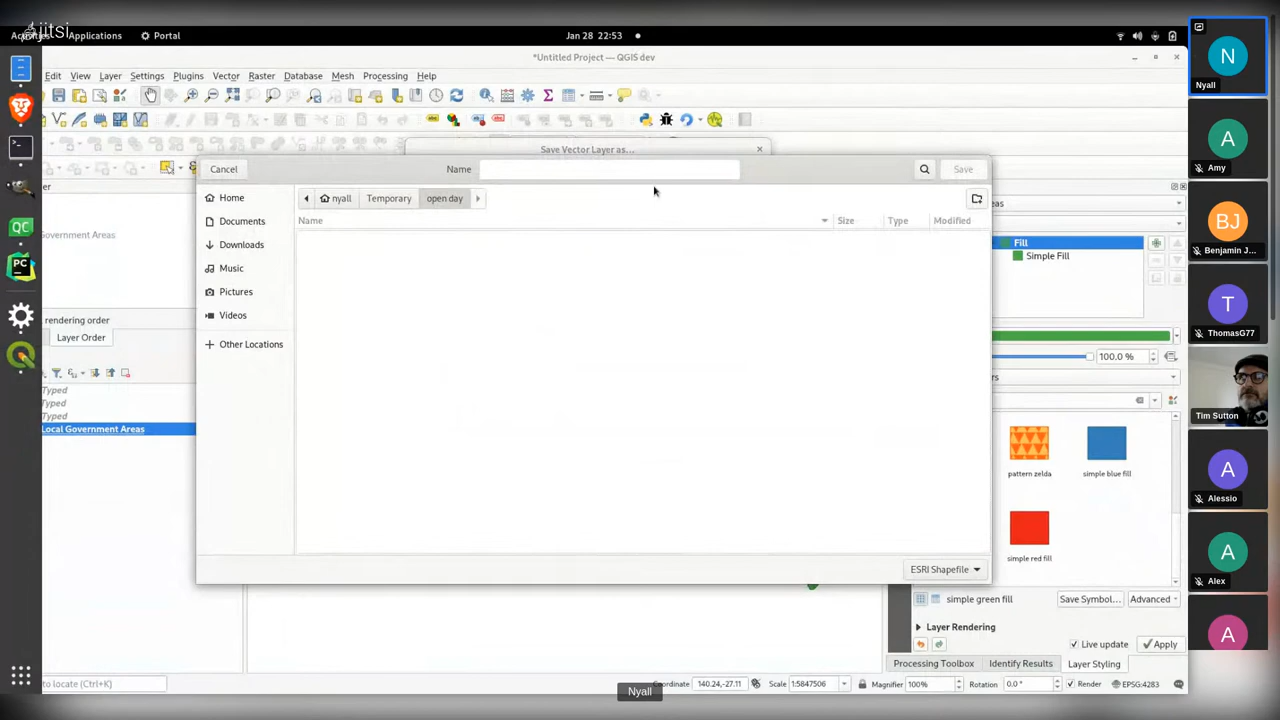 jitsi
Applications
Portal
Jan 28 22:53
*Untitled Project — QGIS dev
Edit View Layer Settings Plugins Vector Raster Database Mesh Processing Help
Save Vector Layer as...
Cancel
Name
Save
Home
Documents
Downloads
Music
Pictures
Videos
Other Locations
nyall
Temporary
open day
Name
Size
Type
Modified
ESRI Shapefile
Government Areas
rendering order
Layer Order
Typed
Typed
Typed
Local Government Areas
Fill
Simple Fill
100.0 %
pattern zelda
simple blue fill
simple red fill
simple green fill
Save Symbol...
Advanced
Layer Rendering
Live update
Apply
Processing Toolbox
Identify Results
Layer Styling
to locate (Ctrl+K)
Coordinate
140.24,-27.11
Scale
1:5847506
Magnifier
100%
Rotation
0.0 °
Render
EPSG:4283
Nyall
N
Nyall
A
Amy
BJ
Benjamin J...
T
ThomasG77
Tim Sutton
A
Alessio
A
Alex
A